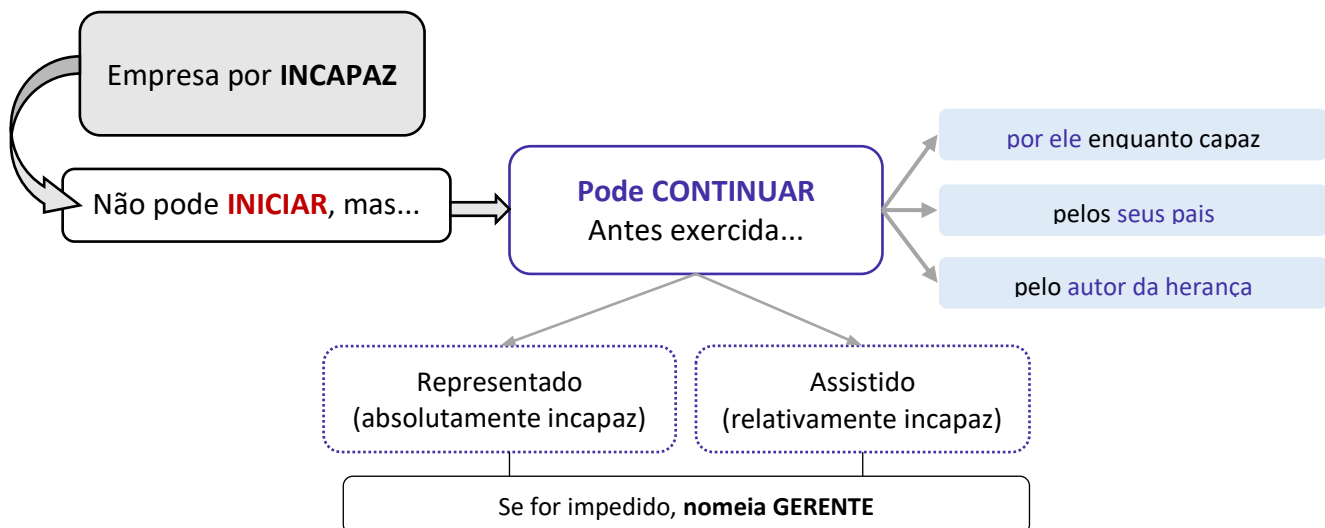 Empresa por INCAPAZ
Não pode INICIAR, mas...
Pode CONTINUAR
Antes exercida...
por ele enquanto capaz
pelos seus pais
pelo autor da herança
Representado
(absolutamente incapaz)
Assistido
(relativamente incapaz)
Se for impedido, nomeia GERENTE